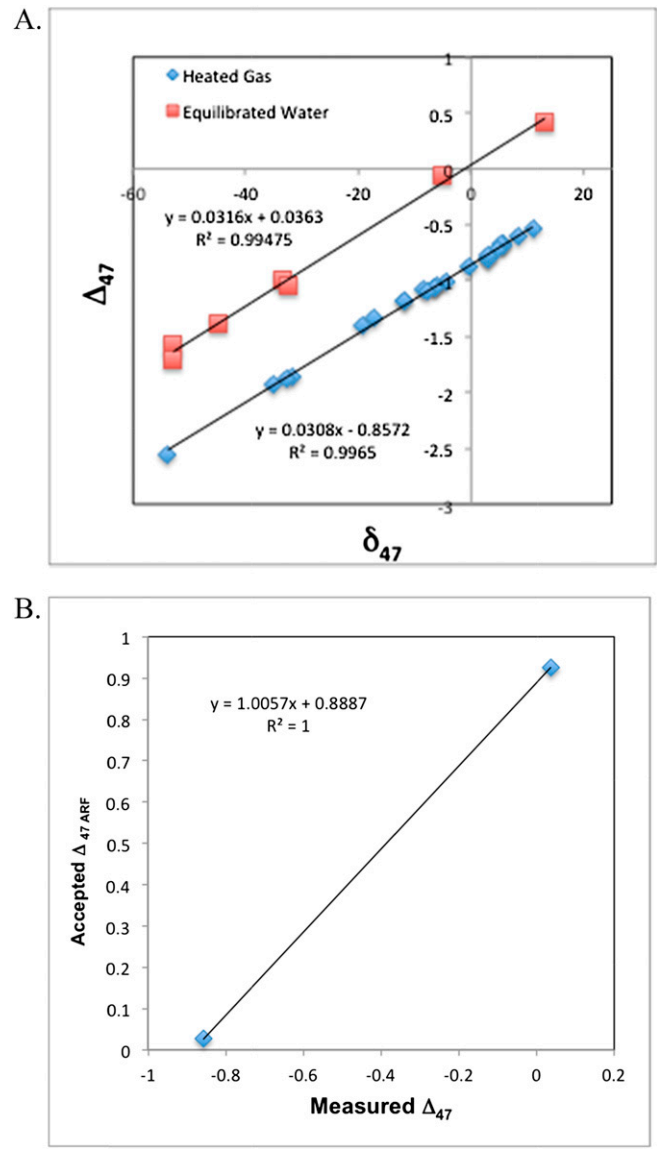 A.
Heated Gas
Equilibrated Water
1
0.5
0
-60
-40
-20
0
20
y = 0.0316x + 0.0363
R² = 0.99475
-0.5
Δ47
-1
-1.5
-2
y = 0.0308x - 0.8572
R² = 0.9965
-2.5
-3
δ47
B.
1
0.9
y = 1.0057x + 0.8887
R² = 1
0.8
0.7
0.6
0.5
0.4
0.3
0.2
0.1
0
Accepted Δ 47 ARF
-1
-0.8
-0.6
-0.4
-0.2
0
0.2
Measured Δ47